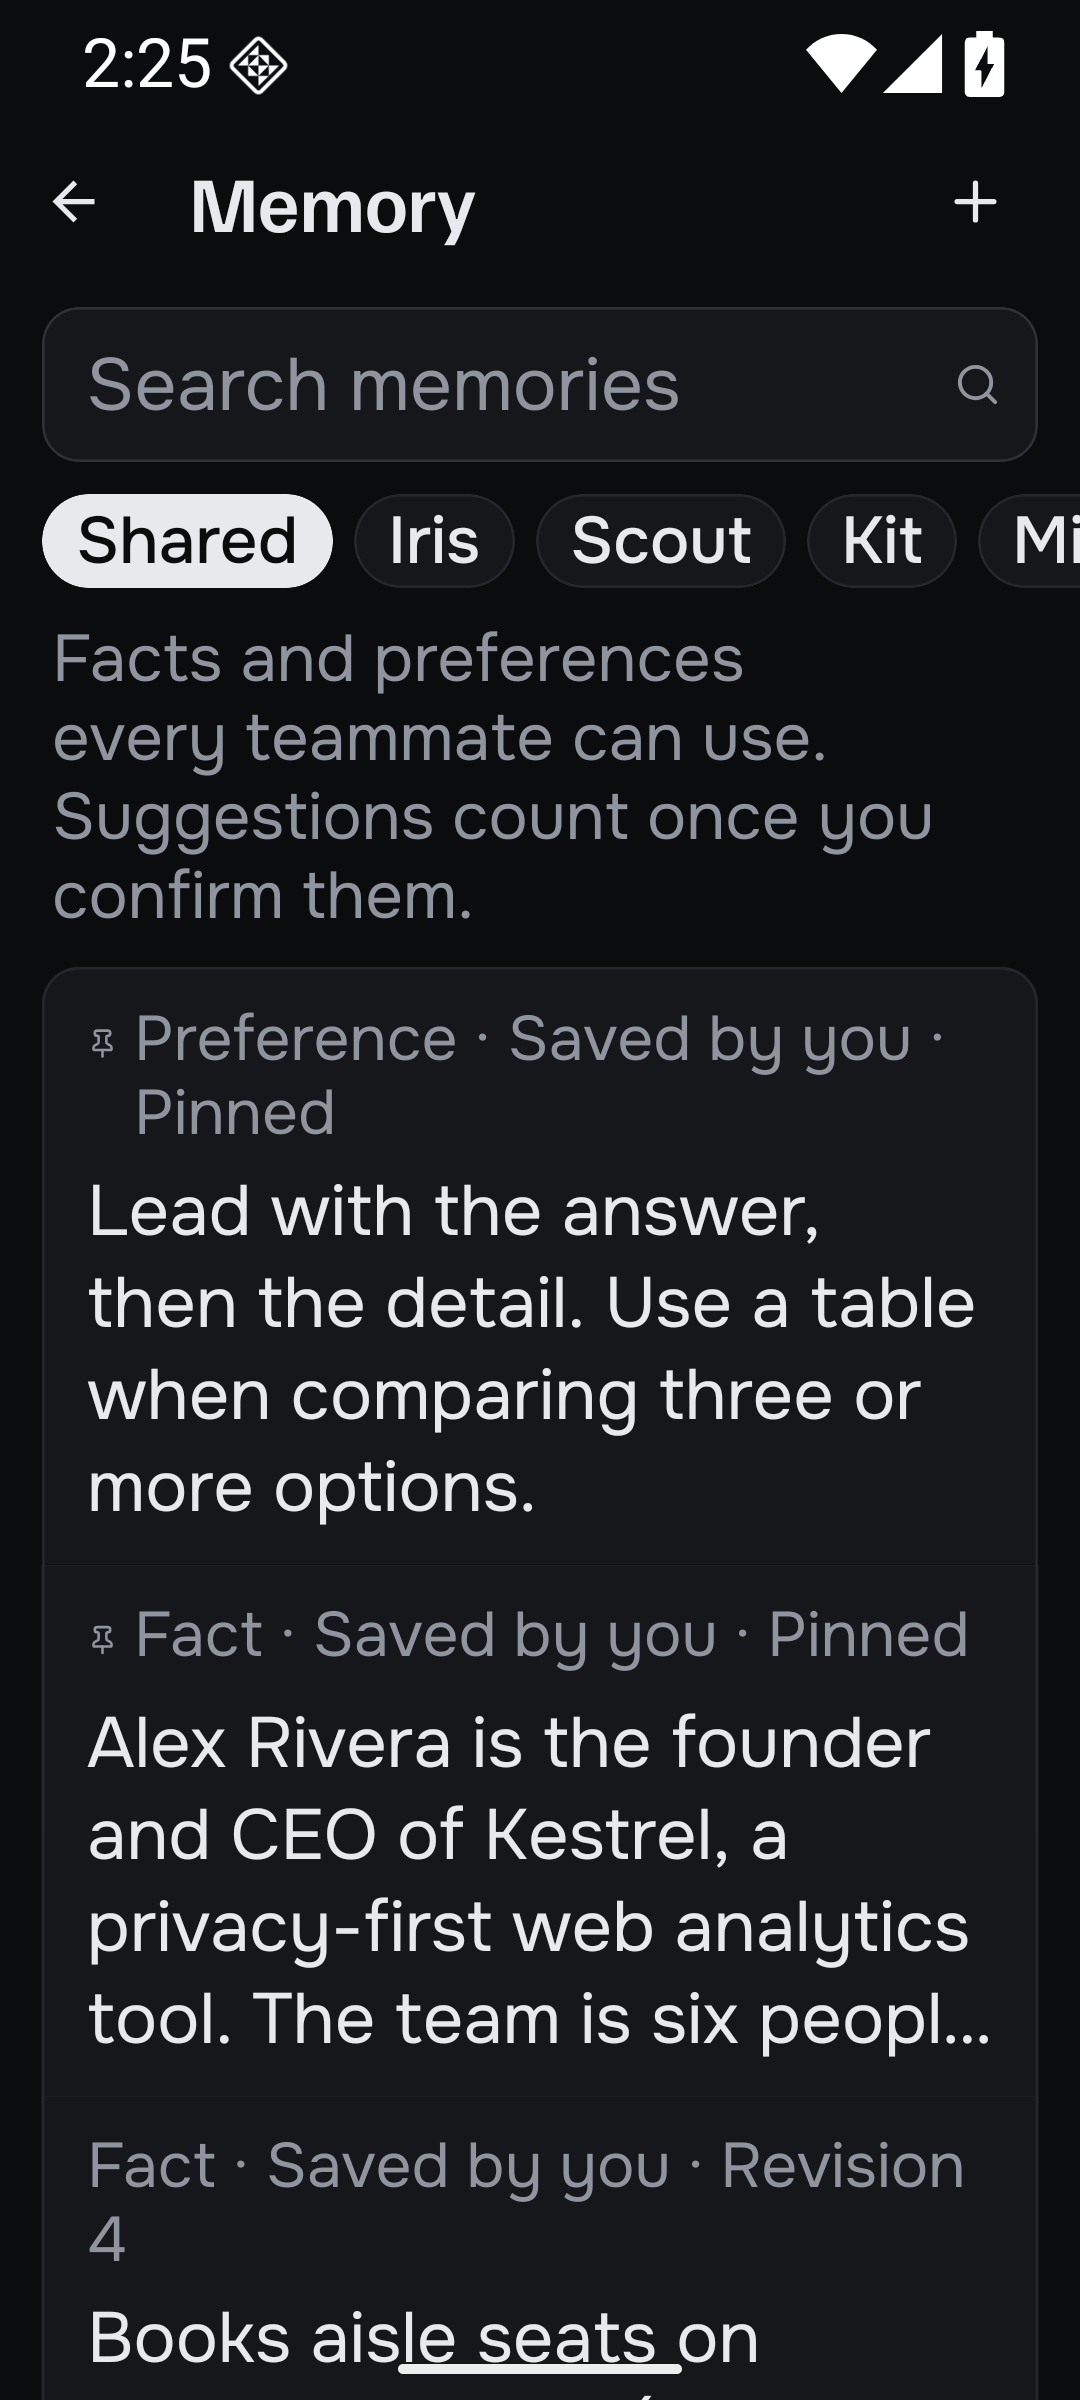 2:25
Memory
Search memories
Shared
Iris
Scout
Kit
Mi
Facts and preferences
every teammate can use.
Suggestions count once you
confirm them.
Preference · Saved by you ·
Pinned
Lead with the answer,
then the detail. Use a table
when comparing three or
more options.
Fact · Saved by you · Pinned
Alex Rivera is the founder
and CEO of Kestrel, a
privacy-first web analytics
tool. The team is six peopl...
Fact · Saved by you · Revision
4
Books aisle seats on